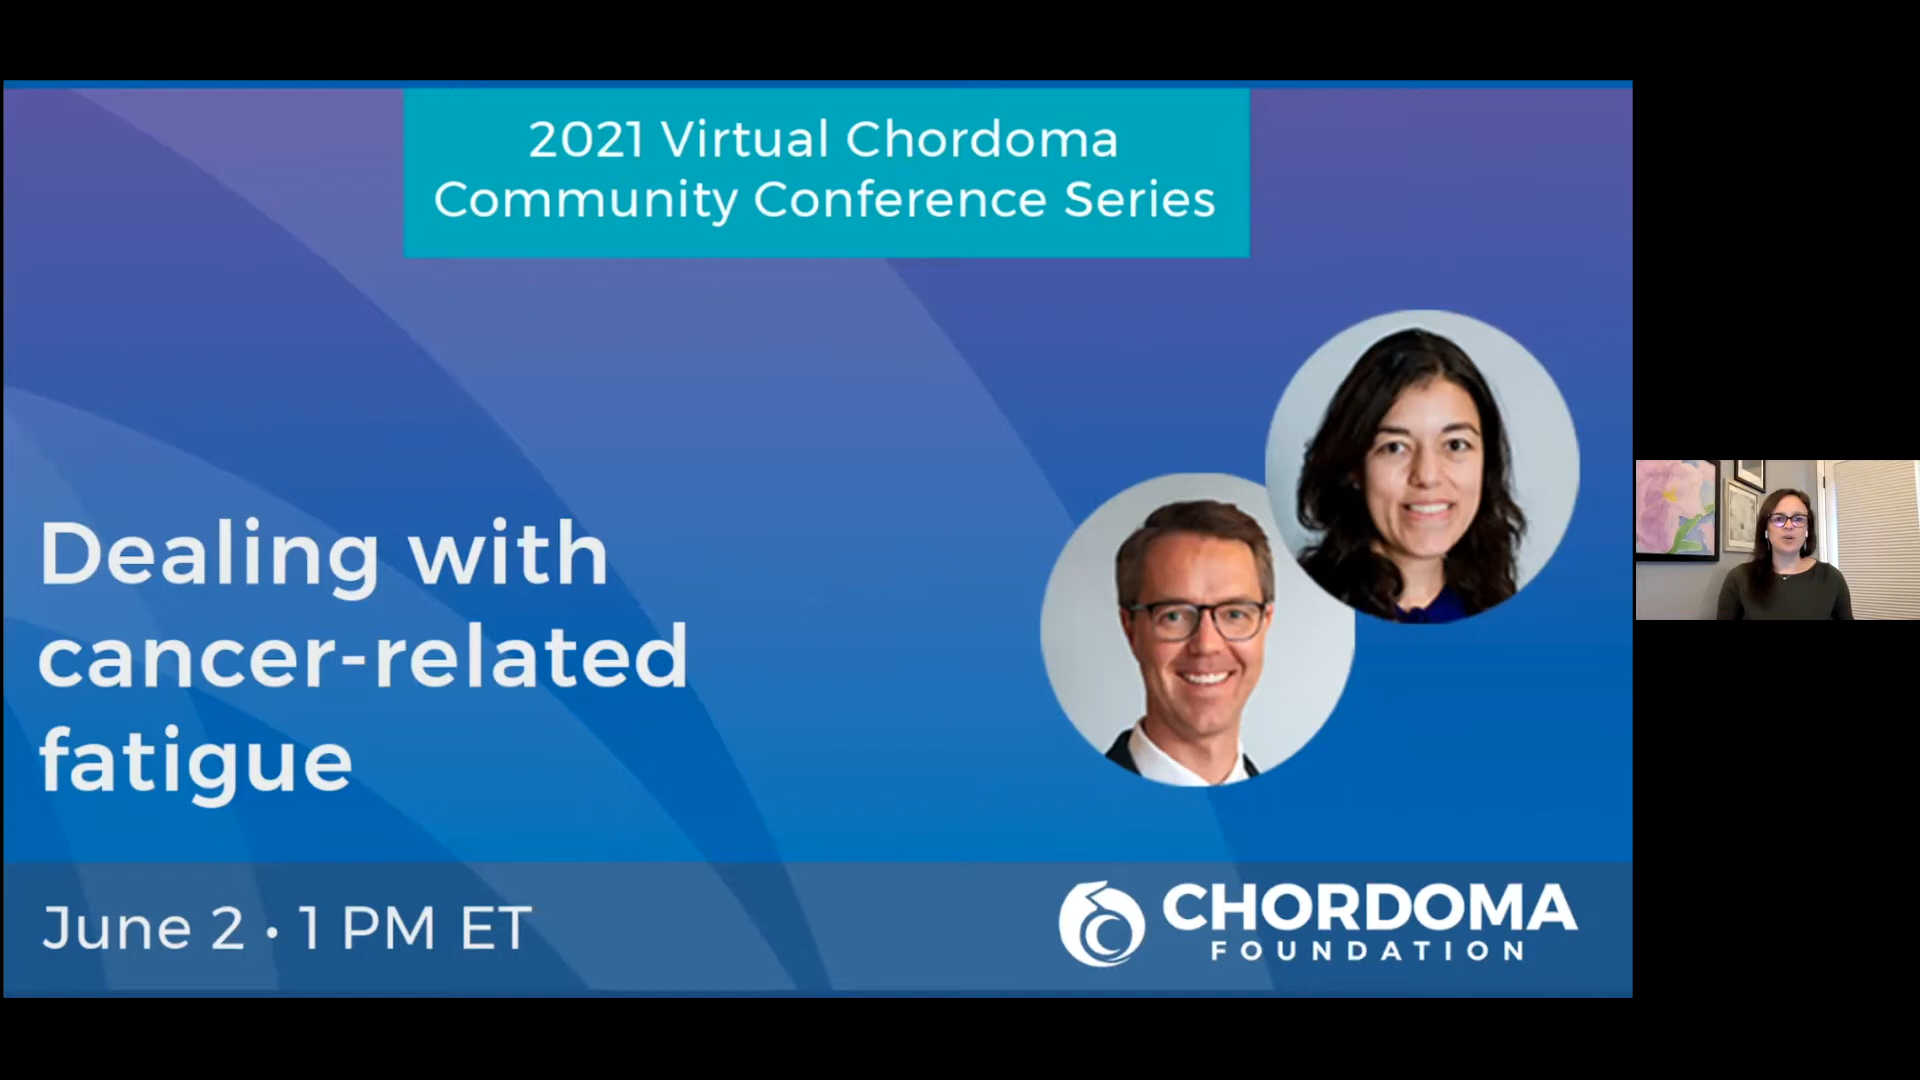 2021 Virtual Chordoma
Community Conference Series
Dealing with
cancer-related
fatigue
June 2 • 1 PM ET
CHORDOMA
FOUNDATION